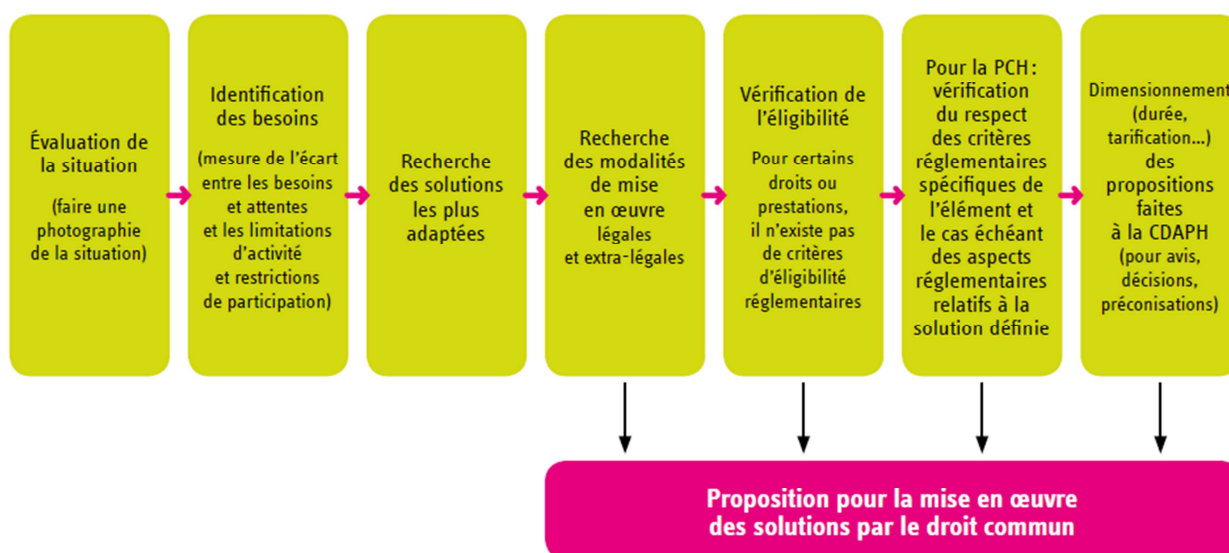 Évaluation de
la situation
(faire une
photographie
de la situation)
Identification
des besoins
(mesure de l'écart
entre les besoins
et attentes
et les limitations
d'activité
et restrictions
de participation)
Recherche
des solutions
les plus
adaptées
Recherche
des modalités
de mise
en œuvre
légales
et extra-légales
Vérification de
l'éligibilité
Pour certains
droits ou
prestations,
il n'existe pas
de critères
d'éligibilité
réglementaires
Pour la PCH :
vérification
du respect
des critères
réglementaires
spécifiques de
l'élément et
le cas échéant
des aspects
réglementaires
relatifs à la
solution définie
Dimensionnement
(durée,
tarification...)
des
propositions
faites
à la CDAPH
(pour avis,
décisions,
préconisations)
Proposition pour la mise en œuvre
des solutions par le droit commun